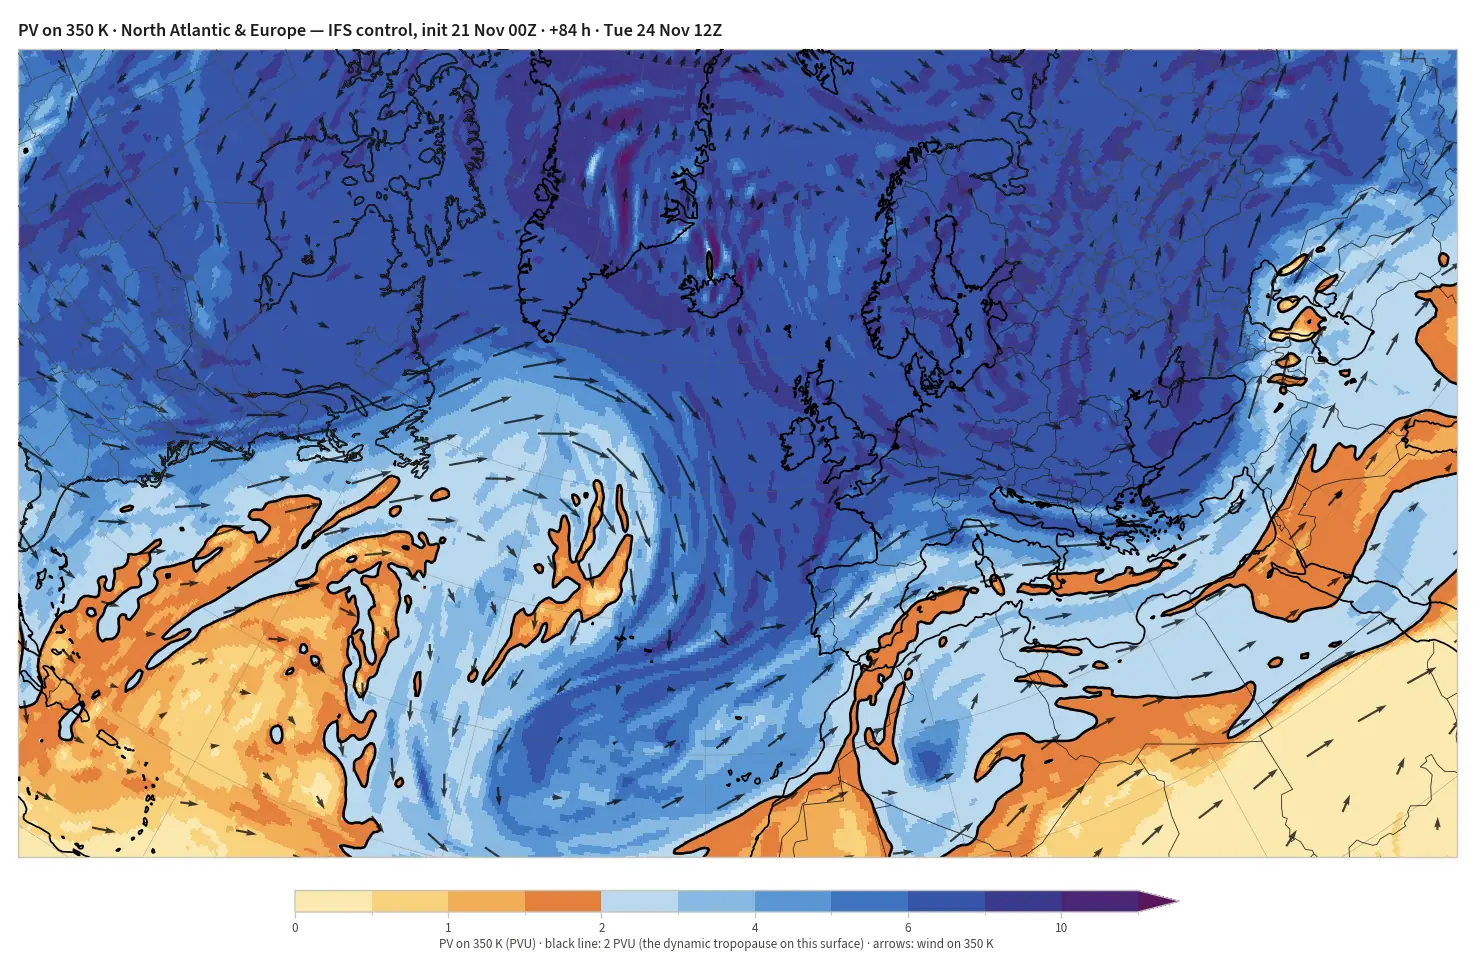 PV on 350 K · North Atlantic & Europe — IFS control, init 21 Nov 00Z · +84 h · Tue 24 Nov 12Z
0 1 2 4 6 10
PV on 350 K (PVU) · black line: 2 PVU (the dynamic tropopause on this surface) · arrows: wind on 350 K